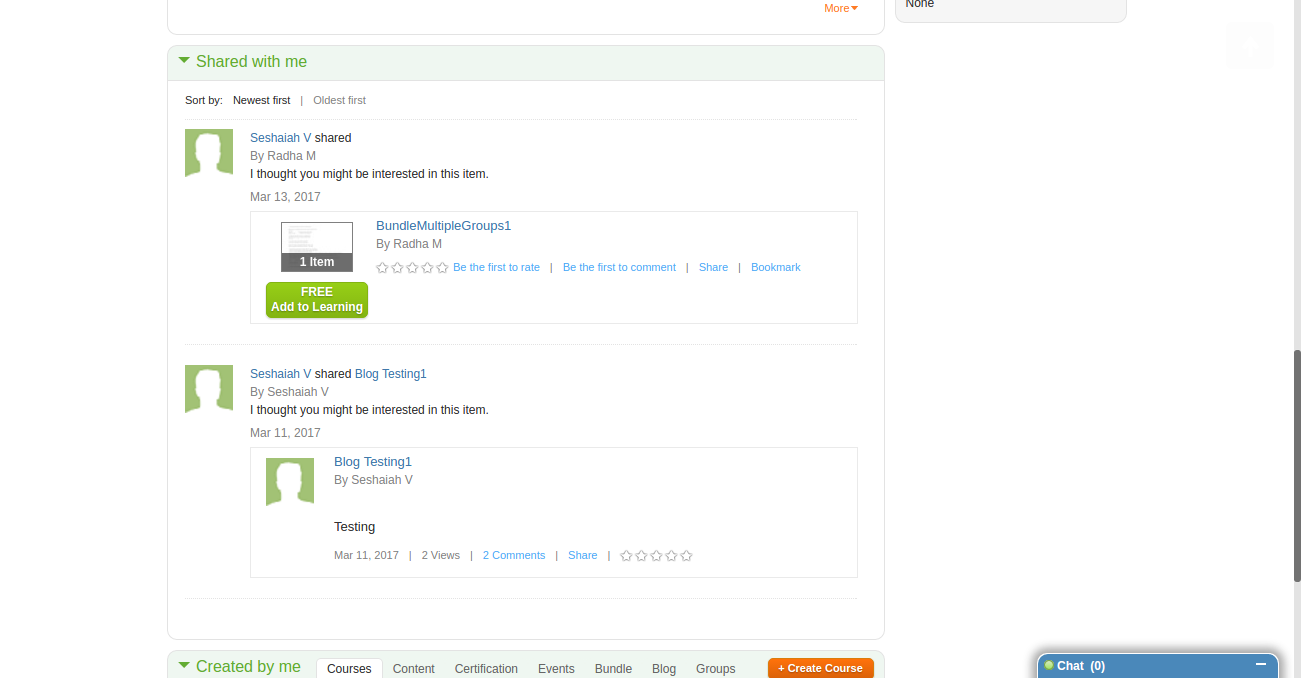 More
None
Shared with me
Sort by: Newest first | Oldest first
Seshaiah V shared
By Radha M
I thought you might be interested in this item.
Mar 13, 2017
BundleMultipleGroups1
By Radha M
1 Item
Be the first to rate | Be the first to comment | Share | Bookmark
FREE
Add to Learning
Seshaiah V shared Blog Testing1
By Seshaiah V
I thought you might be interested in this item.
Mar 11, 2017
Blog Testing1
By Seshaiah V
Testing
Mar 11, 2017 | 2 Views | 2 Comments | Share |
Created by me Courses Content Certification Events Bundle Blog Groups + Create Course
Chat (0)